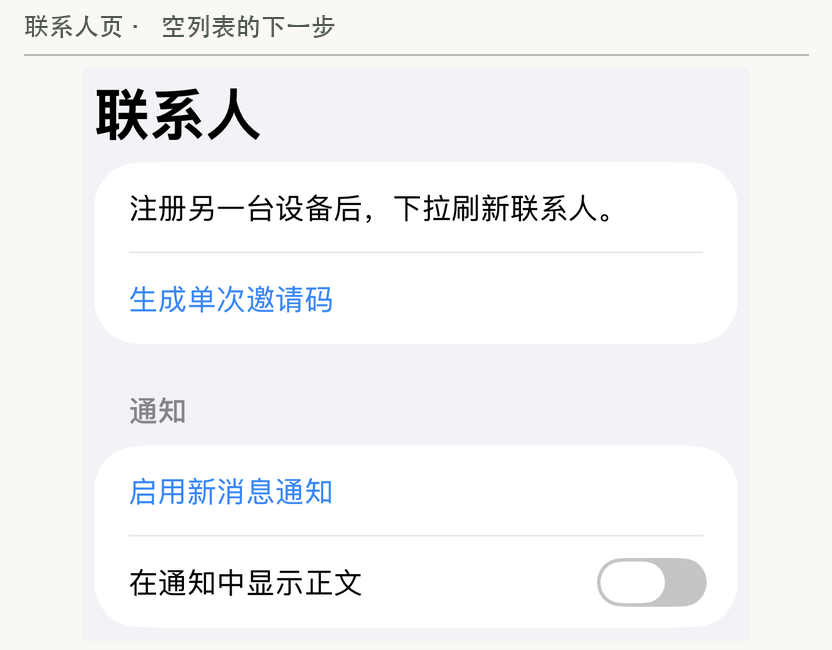 联系人页 · 空列表的下一步
联系人
注册另一台设备后，下拉刷新联系人。
生成单次邀请码
通知
启用新消息通知
在通知中显示正文